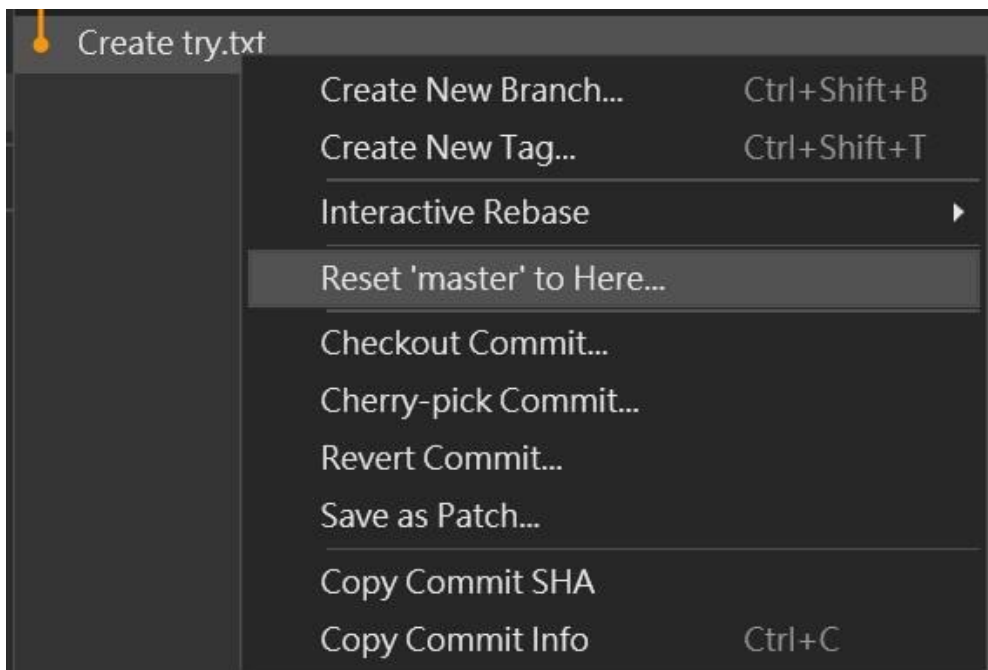 Create try.txt
Create New Branch... Ctrl+Shift+B
Create New Tag... Ctrl+Shift+T
Interactive Rebase
Reset 'master' to Here...
Checkout Commit...
Cherry-pick Commit...
Revert Commit...
Save as Patch...
Copy Commit SHA
Copy Commit Info Ctrl+C